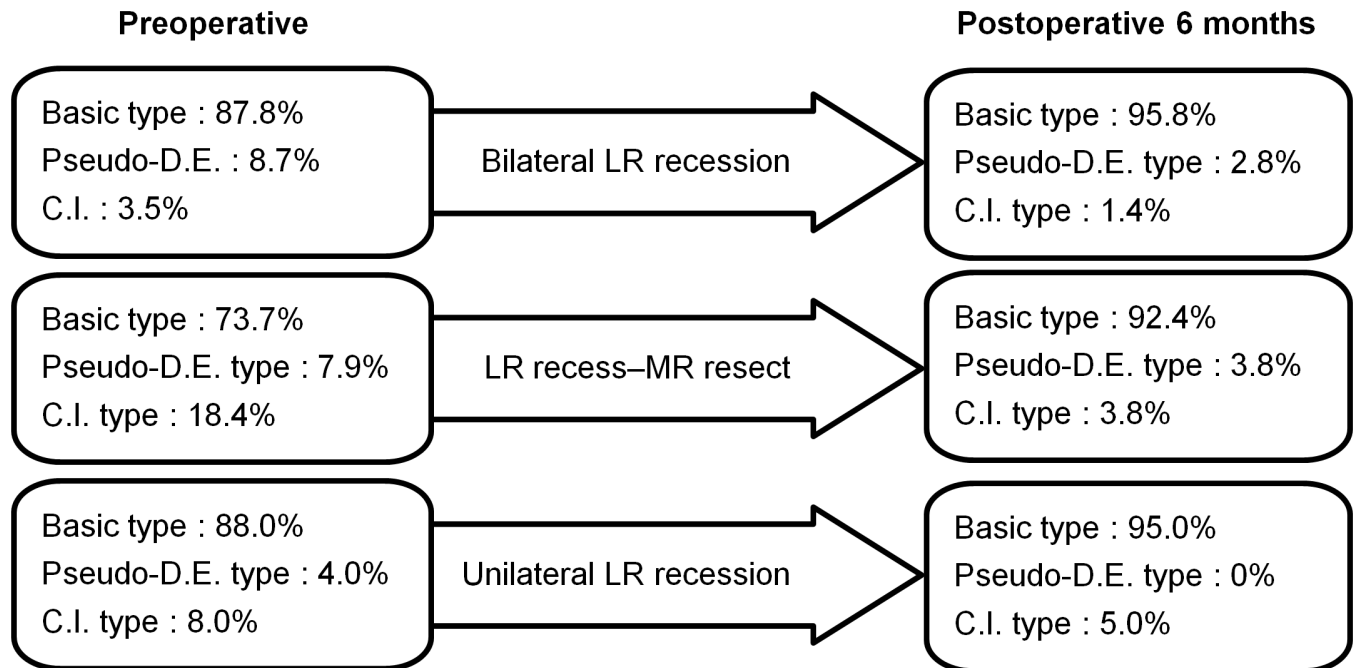 Preoperative
Postoperative 6 months
Basic type : 87.8%
Pseudo-D.E. : 8.7%
C.I. : 3.5%
Bilateral LR recession
Basic type : 95.8%
Pseudo-D.E. type : 2.8%
C.I. type : 1.4%
Basic type : 73.7%
Pseudo-D.E. type : 7.9%
C.I. type : 18.4%
LR recess–MR resect
Basic type : 92.4%
Pseudo-D.E. type : 3.8%
C.I. type : 3.8%
Basic type : 88.0%
Pseudo-D.E. type : 4.0%
C.I. type : 8.0%
Unilateral LR recession
Basic type : 95.0%
Pseudo-D.E. type : 0%
C.I. type : 5.0%